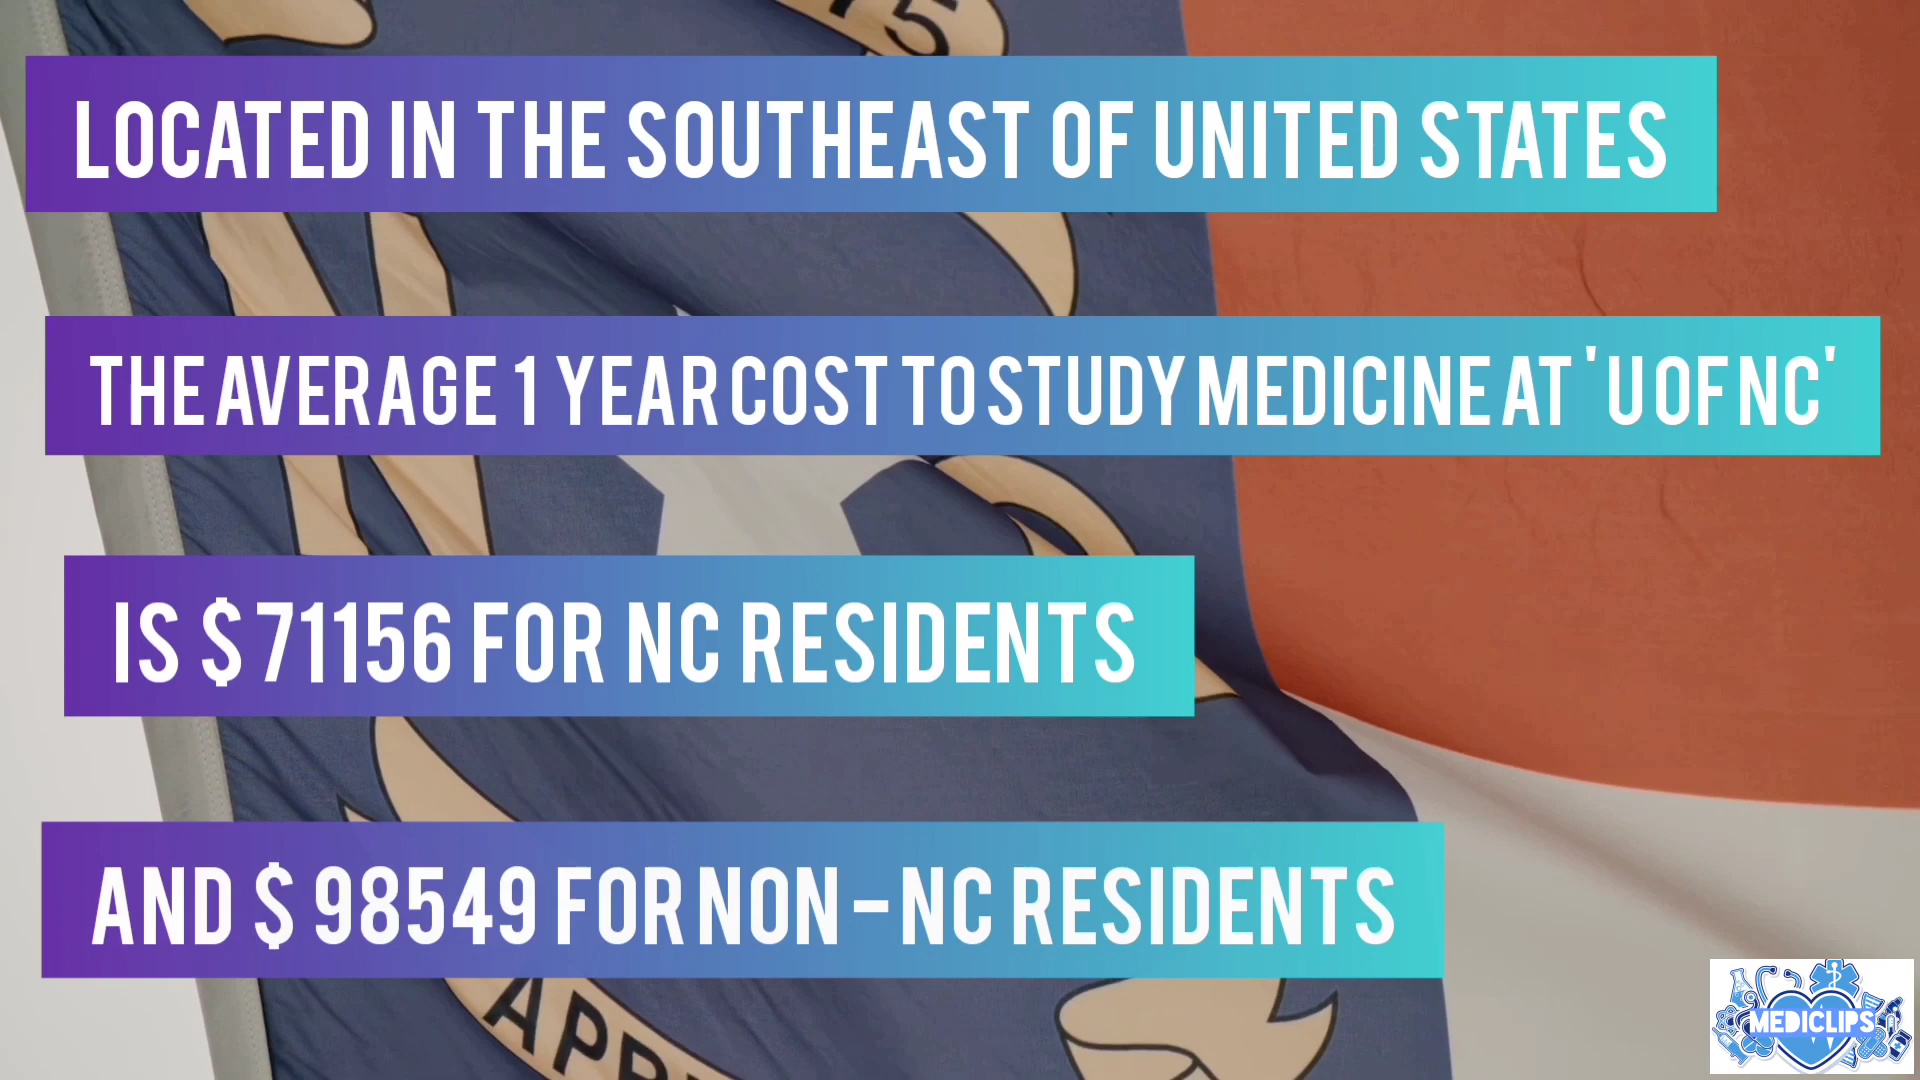 75
LOCATED IN THE SOUTHEAST OF UNITED STATES
THE AVERAGE 1 YEAR COST TO STUDY MEDICINE AT 'U OF NC'
IS $ 71156 FOR NC RESIDENTS
AND $ 98549 FOR NON - NC RESIDENTS
MEDICLIPS